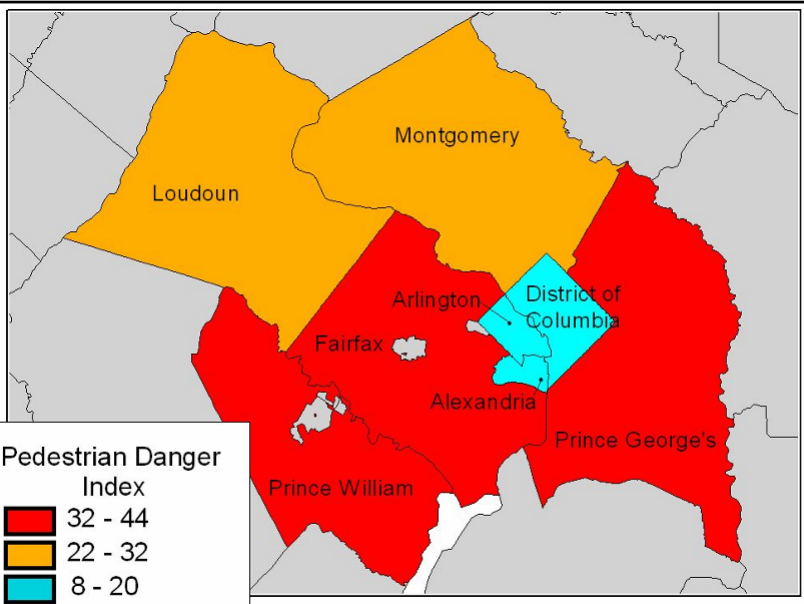 Montgomery
Loudoun
Arlington
District of
Columbia
Fairfax
Alexandria
Prince George's
Prince William
Pedestrian Danger
Index
32 - 44
22 - 32
8 - 20